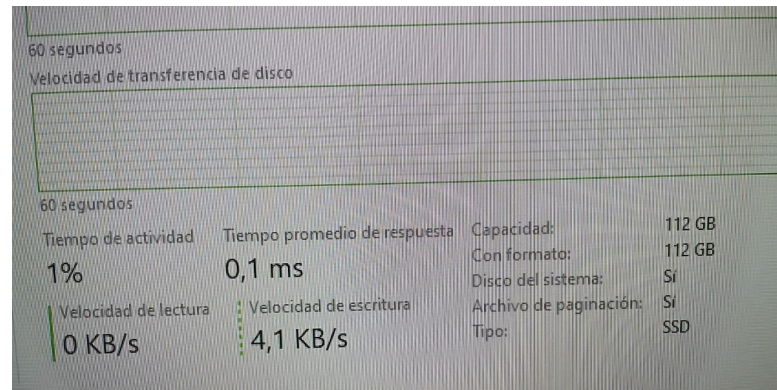 60 segundos
Velocidad de transferencia de disco
60 segundos
Tiempo de actividad
1%
Tiempo promedio de respuesta
0,1 ms
Velocidad de lectura
0 KB/s
Velocidad de escritura
4,1 KB/s
Capacidad: 112 GB
Con formato: 112 GB
Disco del sistema: Sí
Archivo de paginación: Sí
Tipo: SSD